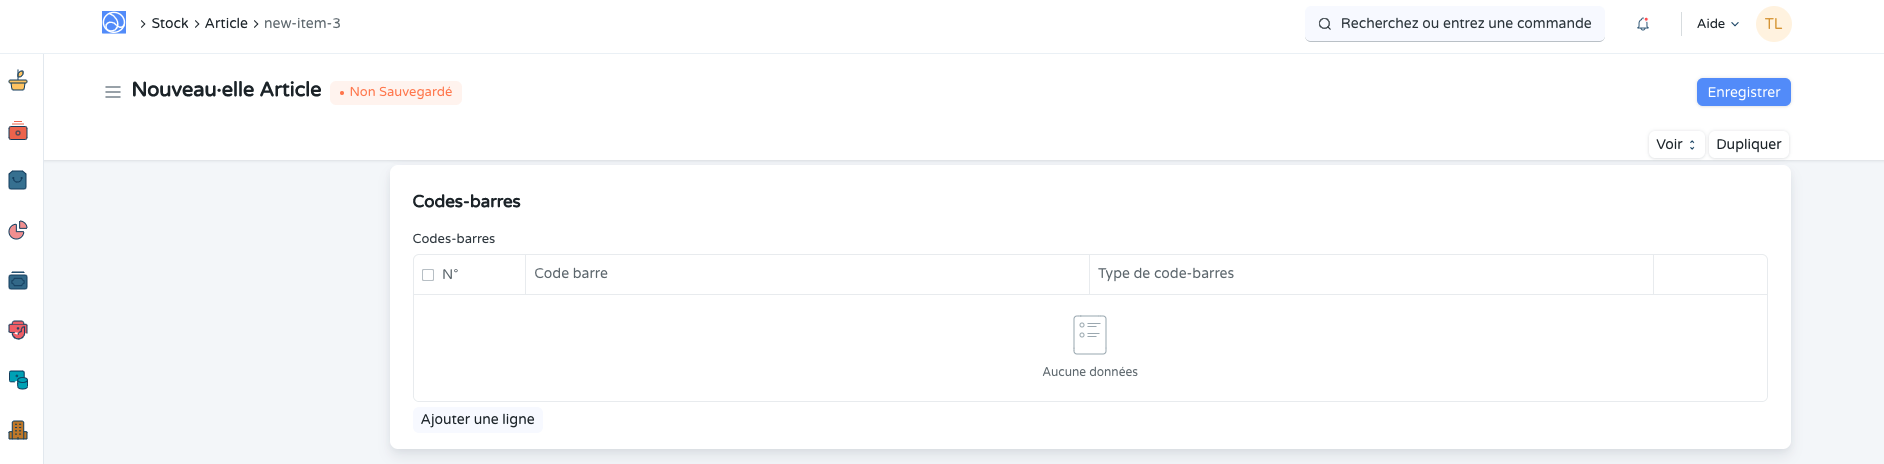 Stock Article new-item-3
Recherchez ou entrez une commande
Aide
TL
Nouveau·elle Article
Non Sauvegardé
Enregistrer
Voir
Dupliquer
Codes-barres
Codes-barres
N° Code barre Type de code-barres
Aucune données
Ajouter une ligne